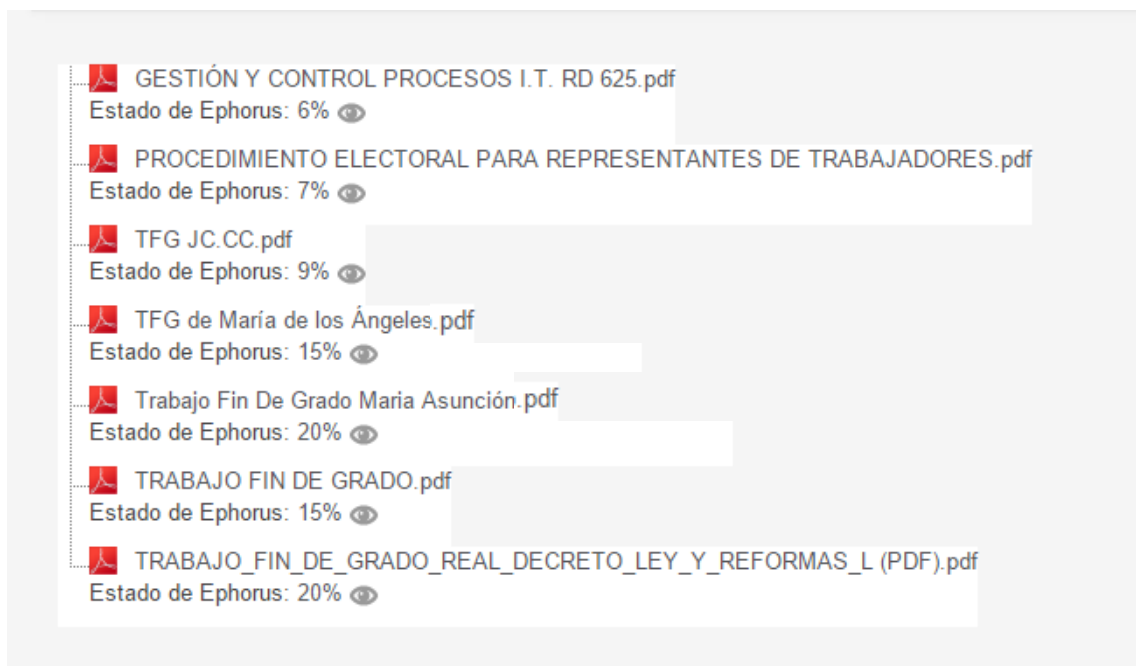 GESTIÓN Y CONTROL PROCESOS I.T. RD 625.pdf
Estado de Ephorus: 6%
PROCEDIMIENTO ELECTORAL PARA REPRESENTANTES DE TRABAJADORES.pdf
Estado de Ephorus: 7%
TFG JC.CC.pdf
Estado de Ephorus: 9%
TFG de María de los Ángeles.pdf
Estado de Ephorus: 15%
Trabajo Fin De Grado Maria Asunción.pdf
Estado de Ephorus: 20%
TRABAJO FIN DE GRADO.pdf
Estado de Ephorus: 15%
TRABAJO_FIN_DE_GRADO_REAL_DECRETO_LEY_Y_REFORMAS_L (PDF).pdf
Estado de Ephorus: 20%